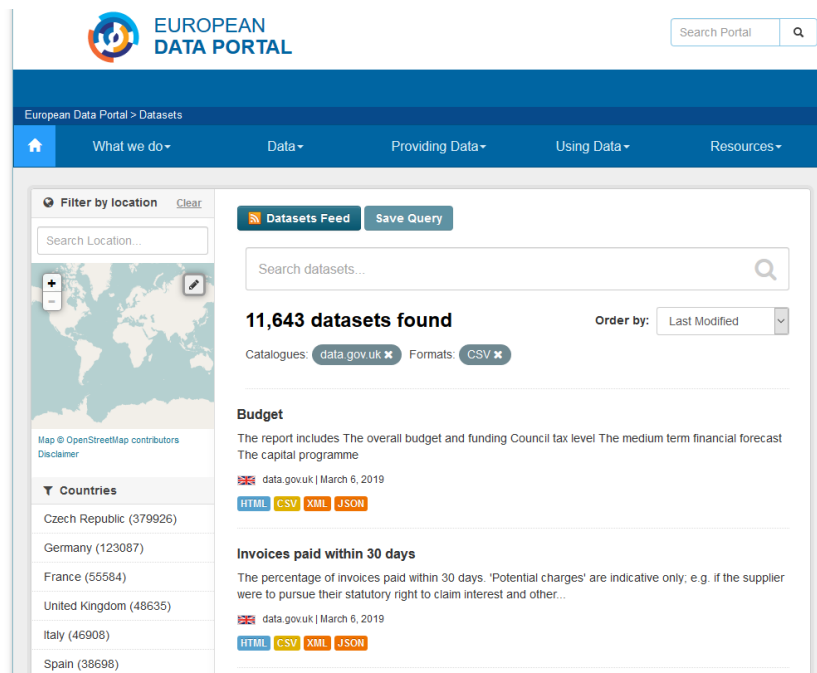 EUROPEAN
DATA PORTAL
Search Portal
European Data Portal > Datasets
What we do
Data
Providing Data
Using Data
Resources
Filter by location Clear
Search Location...
+
−
Map © OpenStreetMap contributors
Disclaimer
Countries
Czech Republic (379926)
Germany (123087)
France (55584)
United Kingdom (48635)
Italy (46908)
Spain (38698)
Datasets Feed
Save Query
Search datasets...
11,643 datasets found
Order by: Last Modified
Catalogues: data.gov.uk ✖ Formats: CSV ✖
Budget
The report includes The overall budget and funding Council tax level The medium term financial forecast
The capital programme
data.gov.uk | March 6, 2019
HTML CSV XML JSON
Invoices paid within 30 days
The percentage of invoices paid within 30 days. 'Potential charges' are indicative only; e.g. if the supplier
were to pursue their statutory right to claim interest and other...
data.gov.uk | March 6, 2019
HTML CSV XML JSON